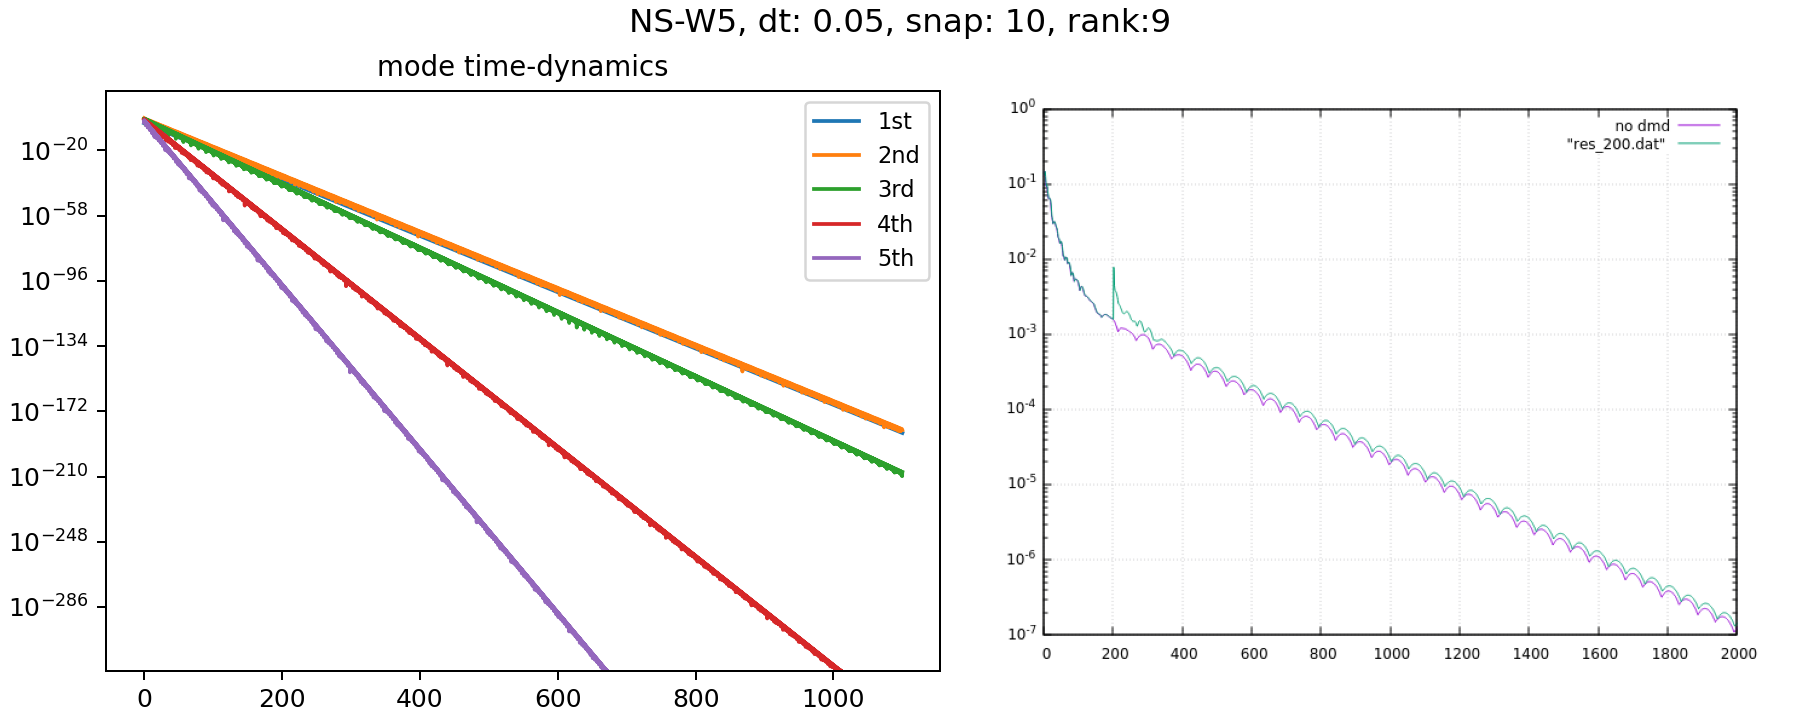 NS-W5, dt: 0.05, snap: 10, rank:9
mode time-dynamics
1st
2nd
3rd
4th
5th
10⁻²⁰
10⁻⁵⁸
10⁻⁹⁶
10⁻¹³⁴
10⁻¹⁷²
10⁻²¹⁰
10⁻²⁴⁸
10⁻²⁸⁶
0 200 400 600 800 1000
no dmd
"res_200.dat"
10⁰
10⁻¹
10⁻²
10⁻³
10⁻⁴
10⁻⁵
10⁻⁶
10⁻⁷
0 200 400 600 800 1000 1200 1400 1600 1800 2000